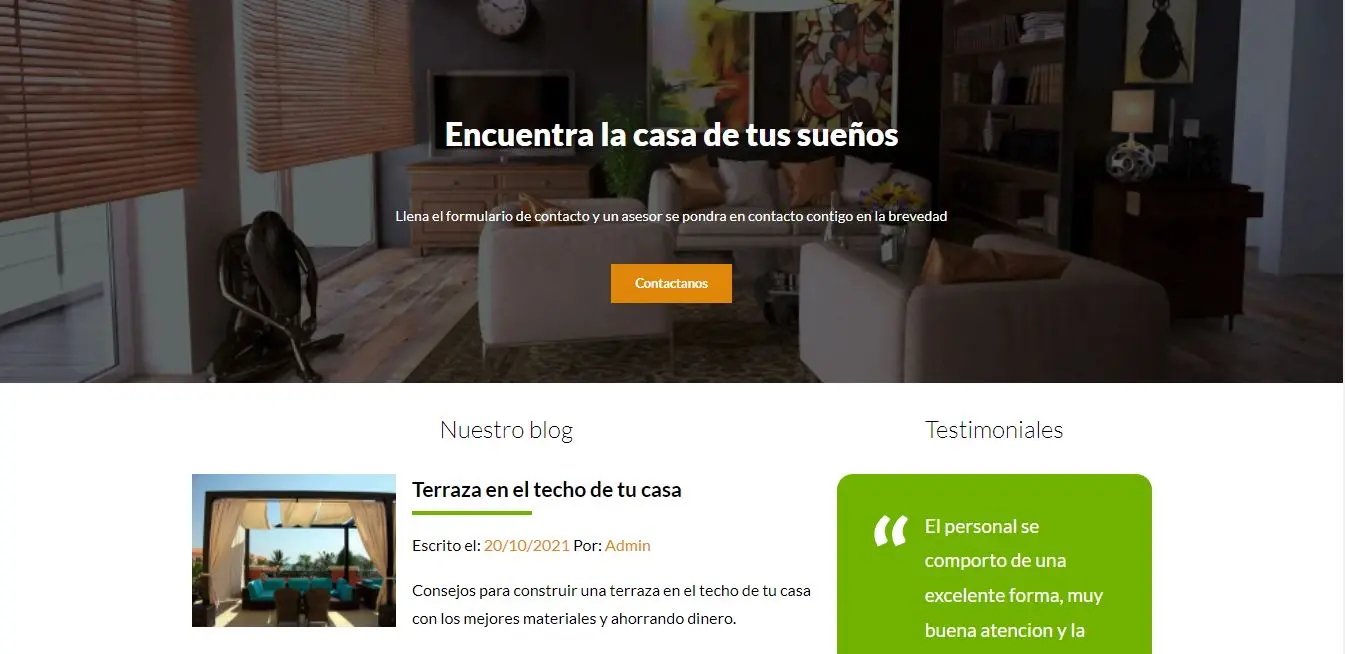 Encuentra la casa de tus sueños
Llena el formulario de contacto y un asesor se pondra en contacto contigo en la brevedad
Contactanos
Nuestro blog
Terraza en el techo de tu casa
Escrito el: 20/10/2021 Por: Admin
Consejos para construir una terraza en el techo de tu casa
con los mejores materiales y ahorrando dinero.
Testimoniales
“ El personal se
comporto de una
excelente forma, muy
buena atencion y la